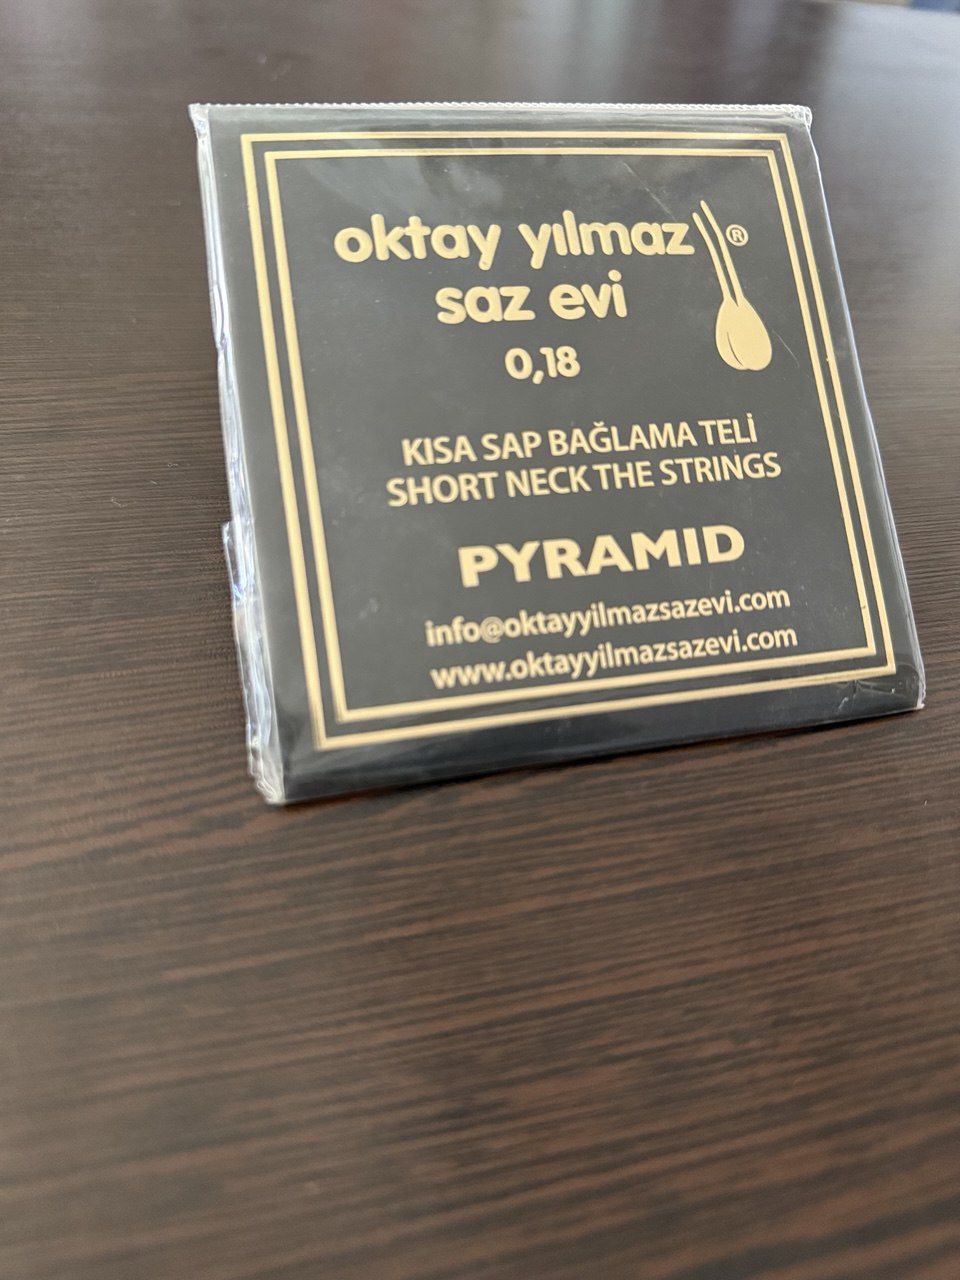 oktay yılmaz ®
saz evi
0,18
KISA SAP BAĞLAMA TELİ
SHORT NECK THE STRINGS
PYRAMID
info@oktayyilmazsazevi.com
www.oktayyilmazsazevi.com